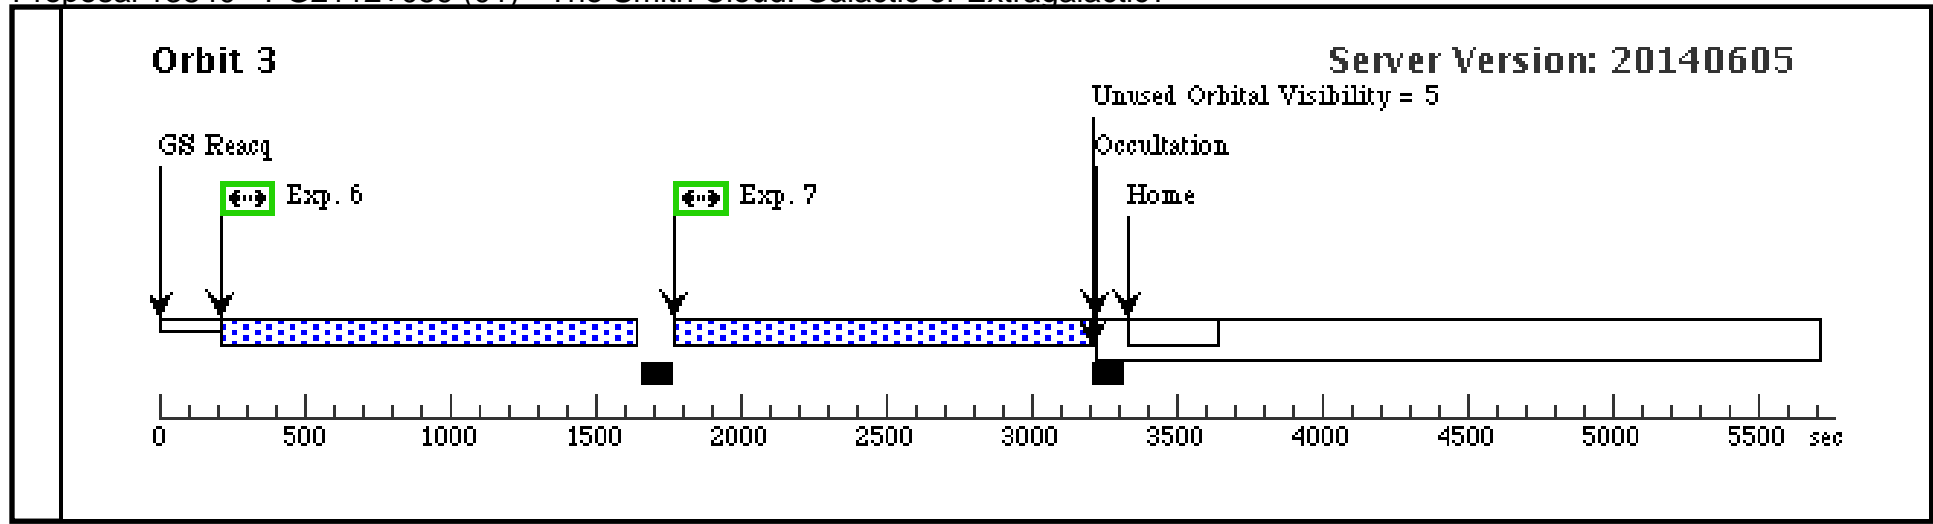 Orbit 3
Server Version: 20140605
Unused Orbital Visibility = 5
GS Reacq
Occultation
Exp. 6
Exp. 7
Home
0 500 1000 1500 2000 2500 3000 3500 4000 4500 5000 5500 sec